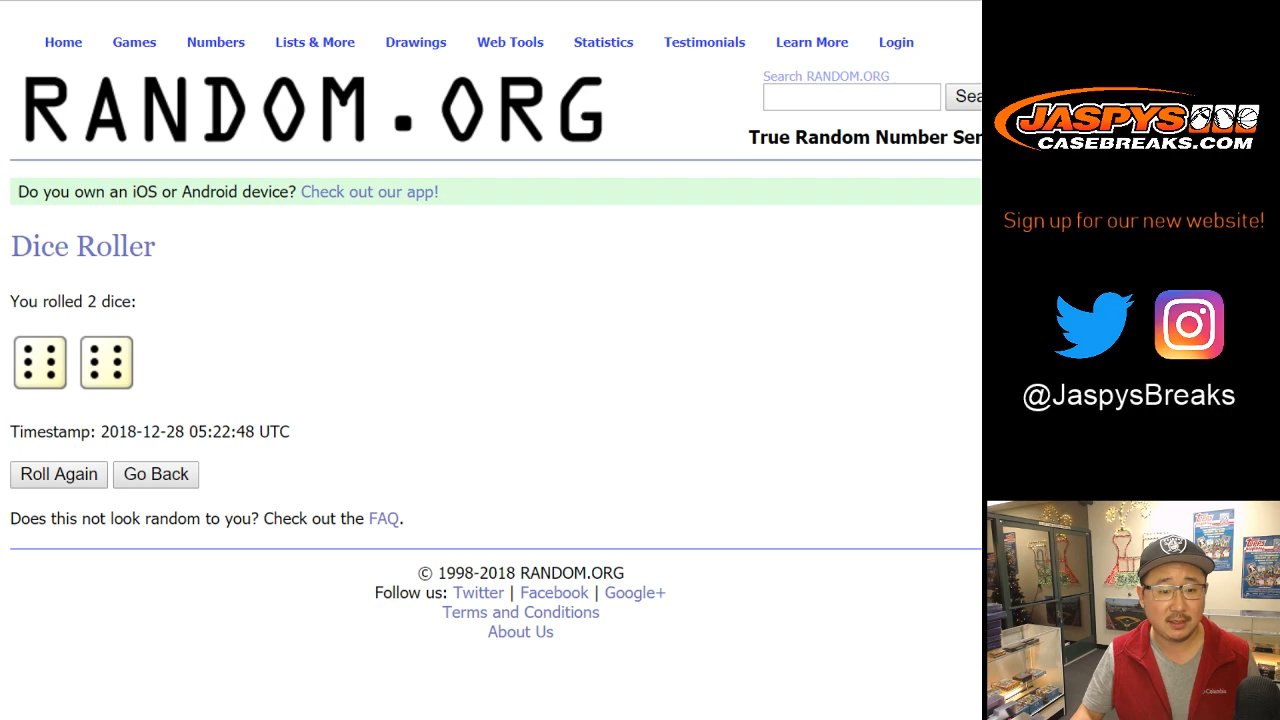 Home Games Numbers Lists & More Drawings Web Tools Statistics Testimonials Learn More Login
RANDOM.ORG
Search RANDOM.ORG
Sea
True Random Number Ser
Do you own an iOS or Android device? Check out our app!
Dice Roller
You rolled 2 dice:
Timestamp: 2018-12-28 05:22:48 UTC
Roll Again Go Back
Does this not look random to you? Check out the FAQ.
© 1998-2018 RANDOM.ORG
Follow us: Twitter | Facebook | Google+
Terms and Conditions
About Us
JASPYS
CASEBREAKS.COM
Sign up for our new website!
@JaspysBreaks
TOPPS
Columbia